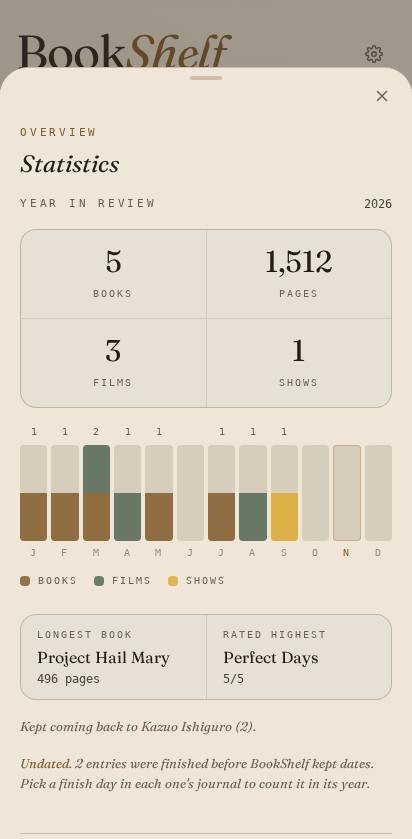 BookShelf
OVERVIEW
Statistics
YEAR IN REVIEW 2026
5 1,512
BOOKS PAGES
3 1
FILMS SHOWS
1 1 2 1 1 1 1 1
J F M A M J J A S O N D
BOOKS FILMS SHOWS
LONGEST BOOK RATED HIGHEST
Project Hail Mary Perfect Days
496 pages 5/5
Kept coming back to Kazuo Ishiguro (2).
Undated. 2 entries were finished before BookShelf kept dates.
Pick a finish day in each one's journal to count it in its year.